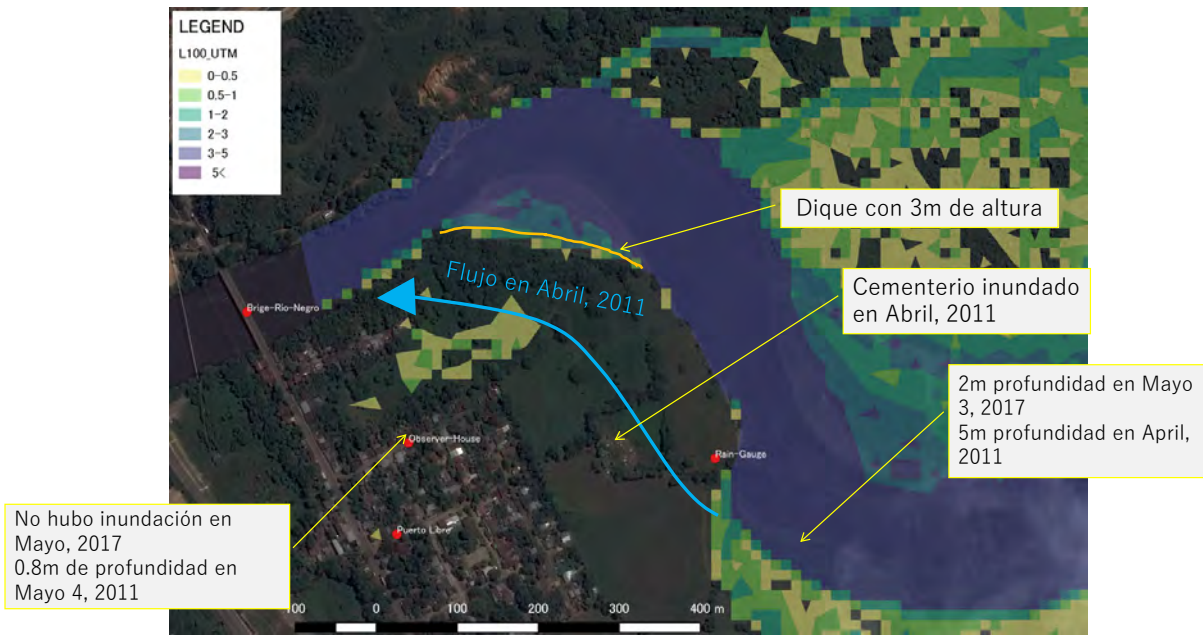 LEGEND
L100_UTM
0-0.5
0.5-1
1-2
2-3
3-5
5<
Dique con 3m de altura
Flujo en Abril, 2011
Cementerio inundado
en Abril, 2011
Brige-Rio-Negro
2m profundidad en Mayo
3, 2017
5m profundidad en April,
2011
Observer-House
Rain-Gauge
No hubo inundación en
Mayo, 2017
0.8m de profundidad en
Mayo 4, 2011
Puerto Libre
100 0 100 200 300 400 m